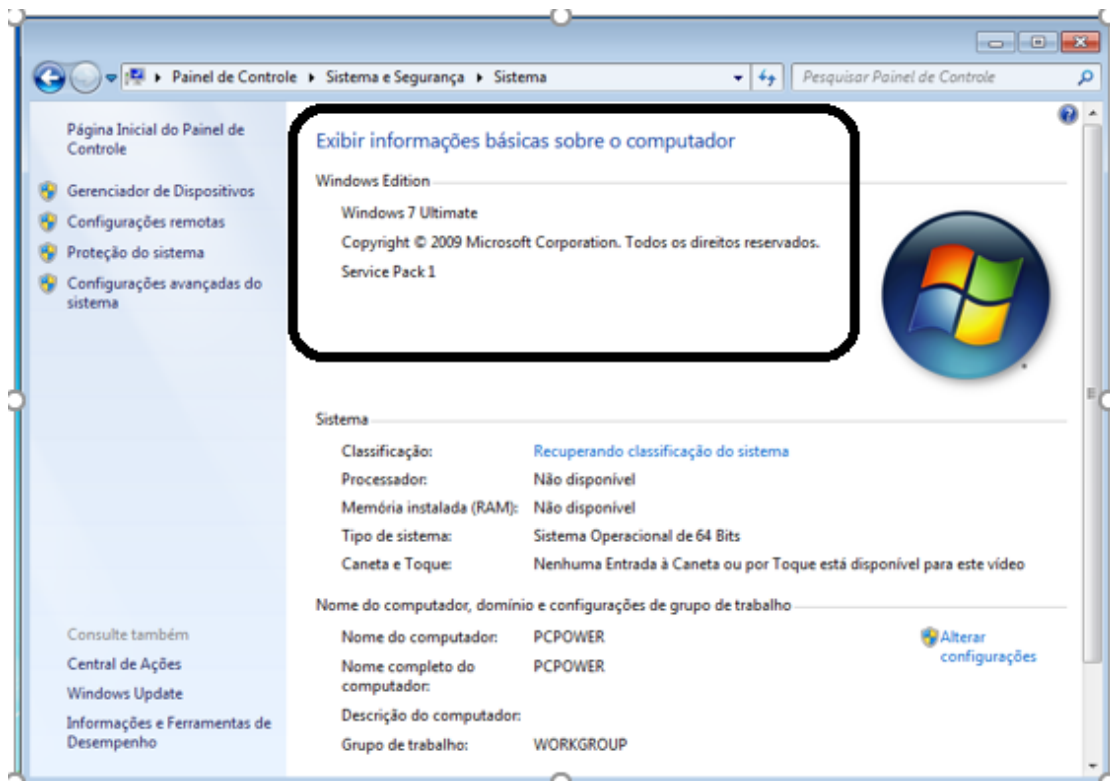 Painel de Controle ▸ Sistema e Segurança ▸ Sistema
Pesquisar Painel de Controle
Página Inicial do Painel de
Controle
Gerenciador de Dispositivos
Configurações remotas
Proteção do sistema
Configurações avançadas do
sistema
Consulte também
Central de Ações
Windows Update
Informações e Ferramentas de
Desempenho
Exibir informações básicas sobre o computador
Windows Edition
Windows 7 Ultimate
Copyright © 2009 Microsoft Corporation. Todos os direitos reservados.
Service Pack 1
Sistema
Classificação: Recuperando classificação do sistema
Processador: Não disponível
Memória instalada (RAM): Não disponível
Tipo de sistema: Sistema Operacional de 64 Bits
Caneta e Toque: Nenhuma Entrada à Caneta ou por Toque está disponível para este vídeo
Nome do computador, domínio e configurações de grupo de trabalho
Nome do computador: PCPOWER
Nome completo do
computador: PCPOWER
Descrição do computador:
Grupo de trabalho: WORKGROUP
Alterar
configurações